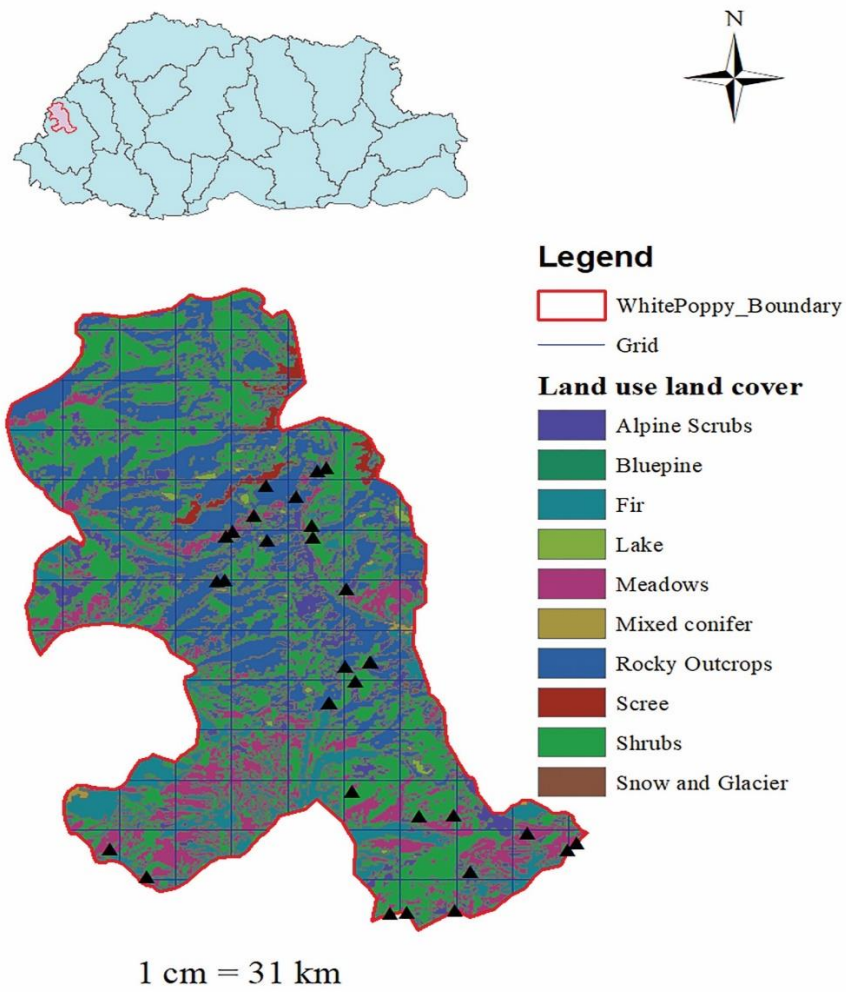 N
Legend
WhitePoppy_Boundary
Grid
Land use land cover
Alpine Scrubs
Bluepine
Fir
Lake
Meadows
Mixed conifer
Rocky Outcrops
Scree
Shrubs
Snow and Glacier
1 cm = 31 km